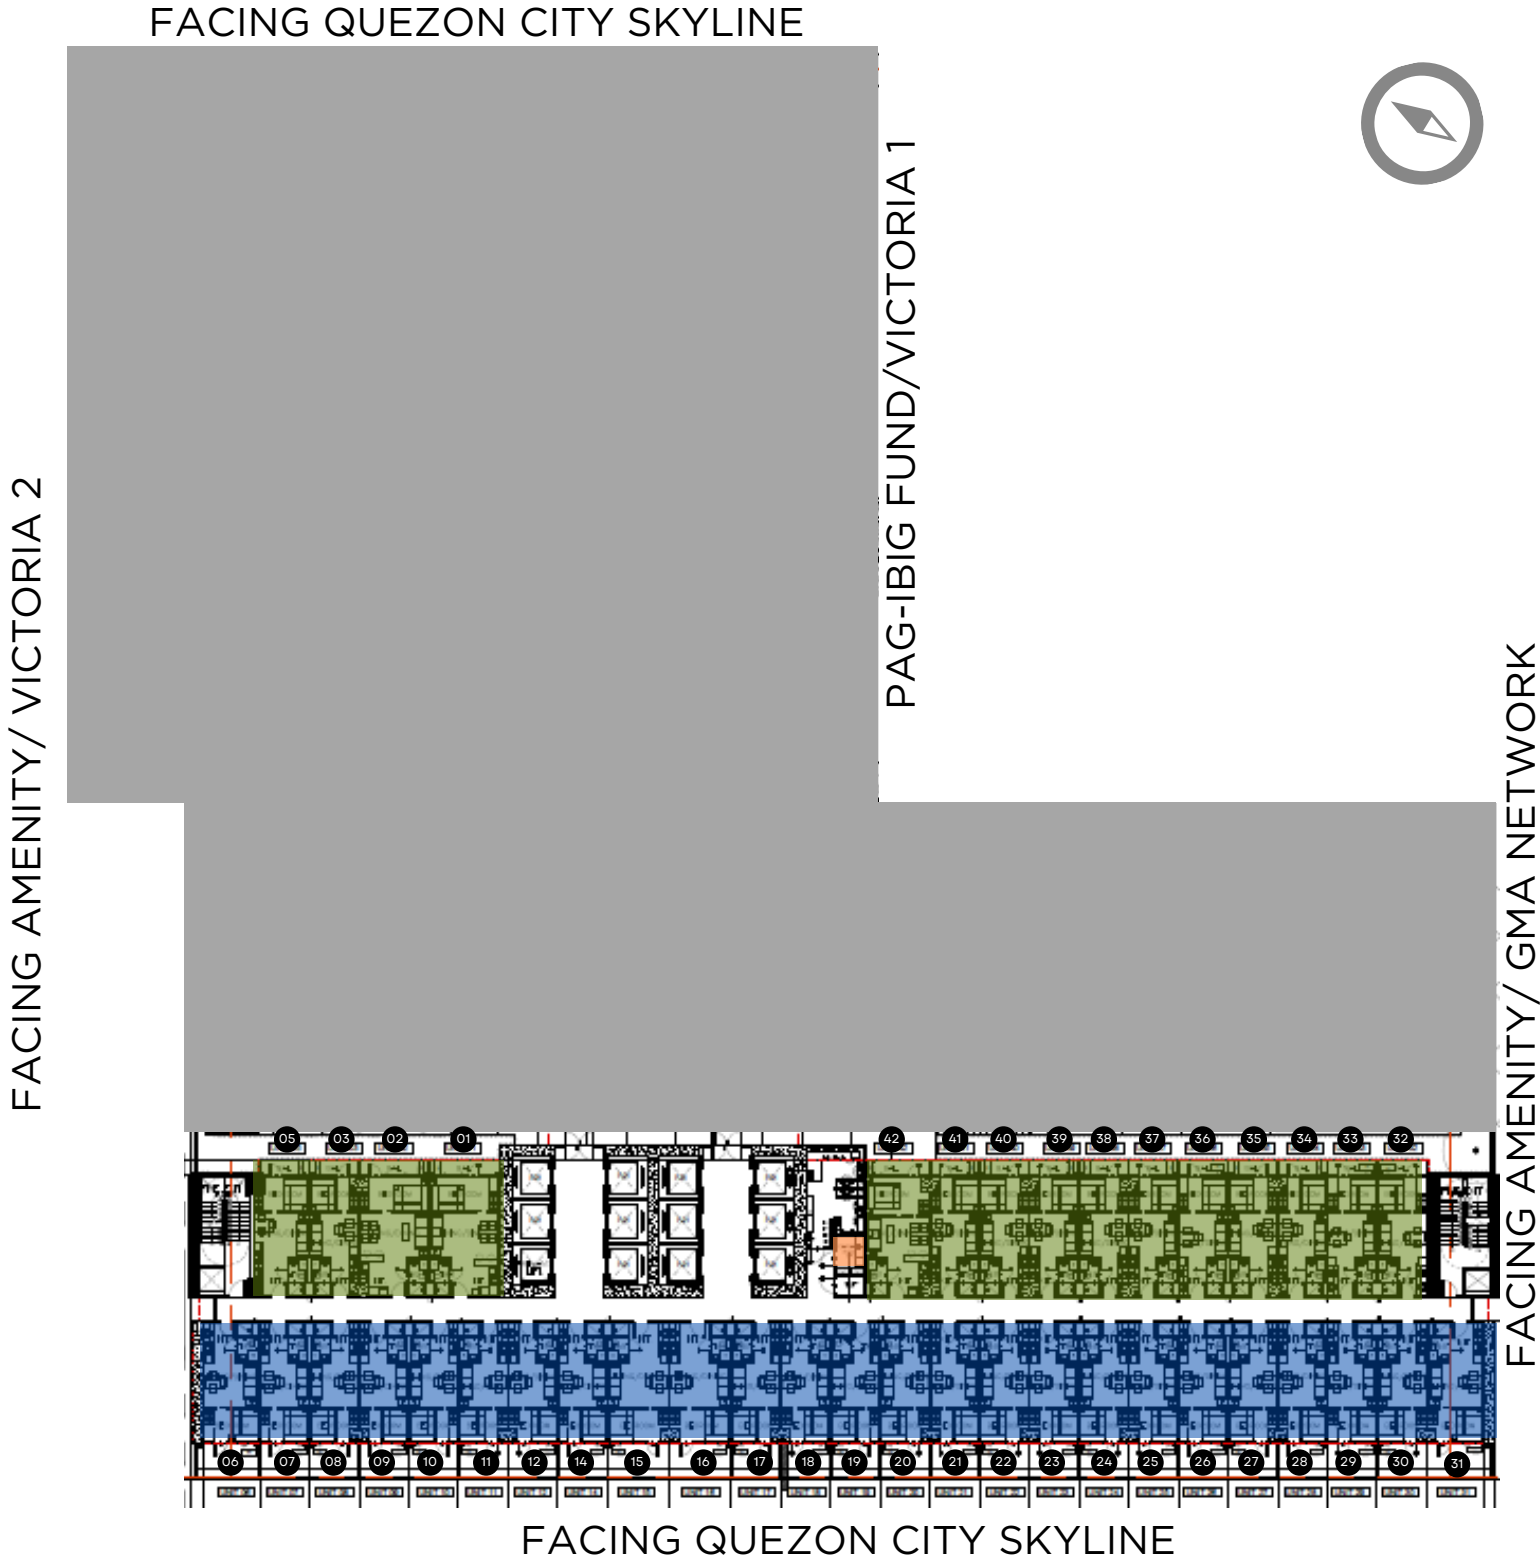 FACING QUEZON CITY SKYLINE
PAG-IBIG FUND/VICTORIA 1
FACING AMENITY/ VICTORIA 2
FACING AMENITY/ GMA NETWORK
05 03 02 01 42 41 40 39 38 37 36 35 34 33 32
06 07 08 09 10 11 12 14 15 16 17 18 19 20 21 22 23 24 25 26 27 28 29 30 31
FACING QUEZON CITY SKYLINE